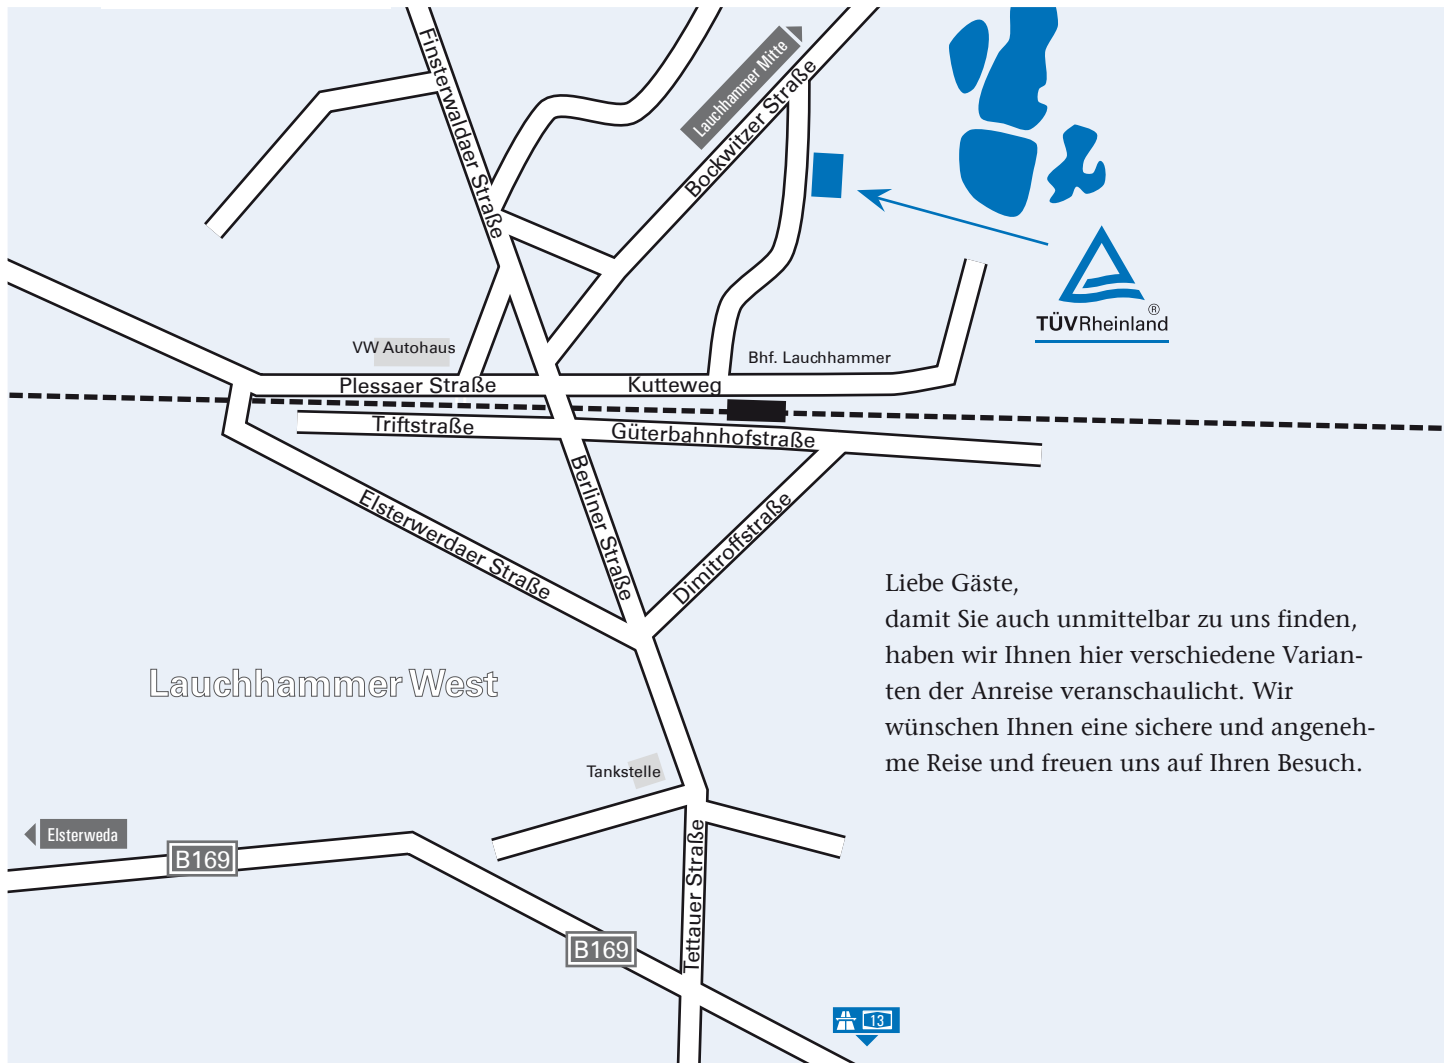 Finsterwaldaer Straße
Lauchhammer Mitte
Bockwitzer Straße
®
TÜVRheinland
VW Autohaus
Bhf. Lauchhammer
Plessaer Straße
Kutteweg
Triftstraße
Güterbahnhofstraße
Elsterwerdaer Straße
Berliner Straße
Dimitroffstraße
Liebe Gäste,
damit Sie auch unmittelbar zu uns finden,
haben wir Ihnen hier verschiedene Varian-
ten der Anreise veranschaulicht. Wir
wünschen Ihnen eine sichere und angeneh-
me Reise und freuen uns auf Ihren Besuch.
Lauchhammer West
Tankstelle
Elsterweda
B169
Tettauer Straße
B169
13